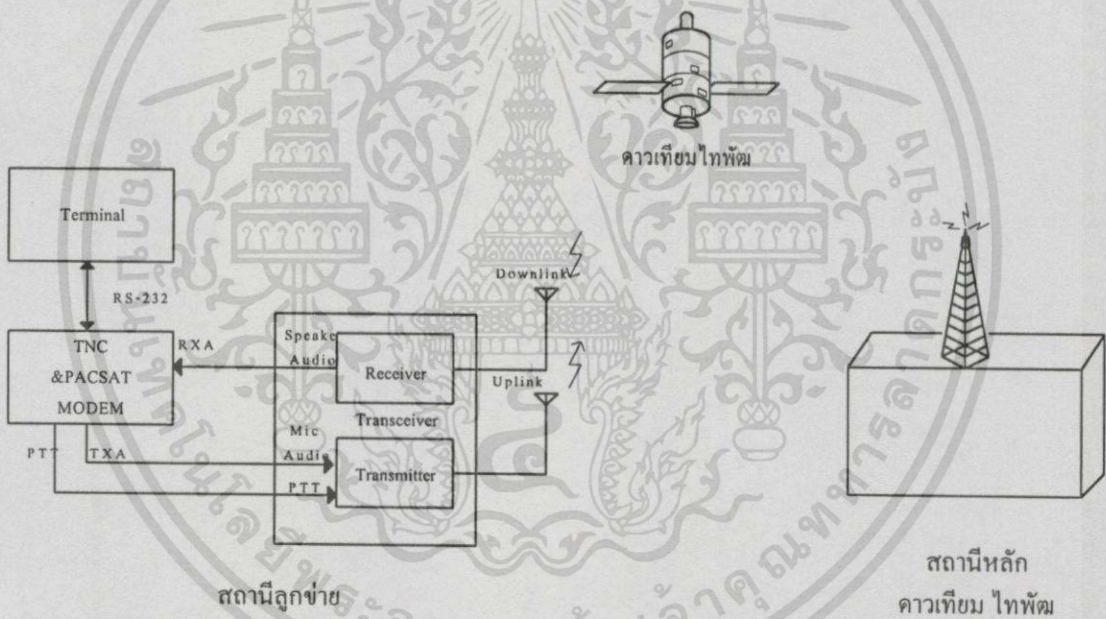 ดาวเทียมไทพัฒ
Terminal
RS-232
Downlink
TNC
&PACSAT
MODEM
RXA
Speake
Audio
Receiver
Uplink
Transceiver
Mic
Audio
PTT
TXA
PTT
Transmitter
สถานีลูกข่าย
สถานีหลัก
ดาวเทียม ไทพัฒ